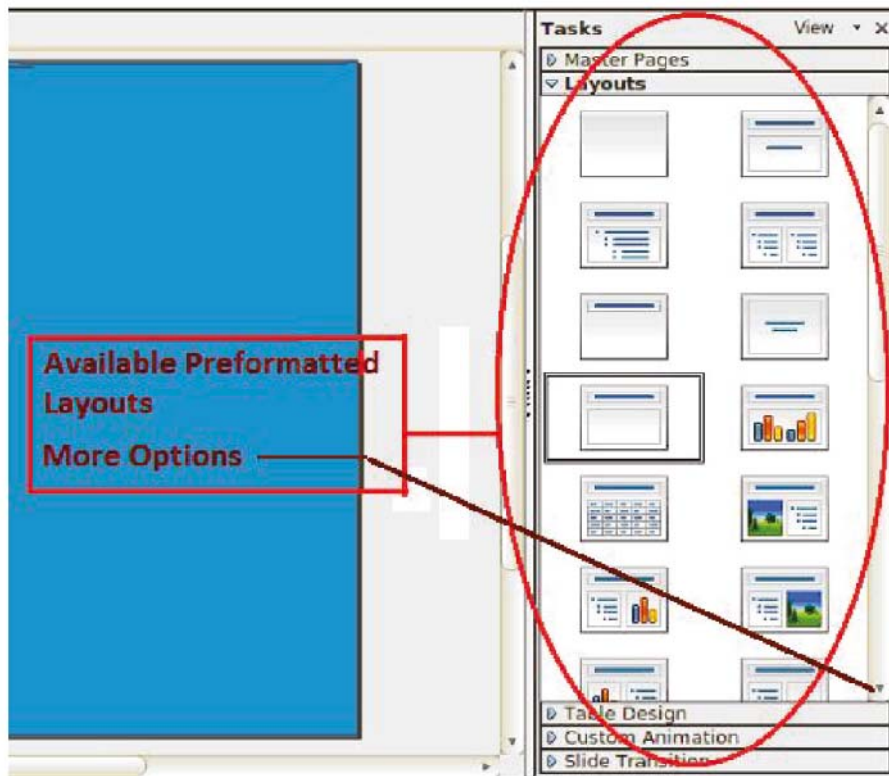 Tasks View
Master Pages
Layouts
Available Preformatted
Layouts
More Options
Table Design
Custom Animation
Slide Transition